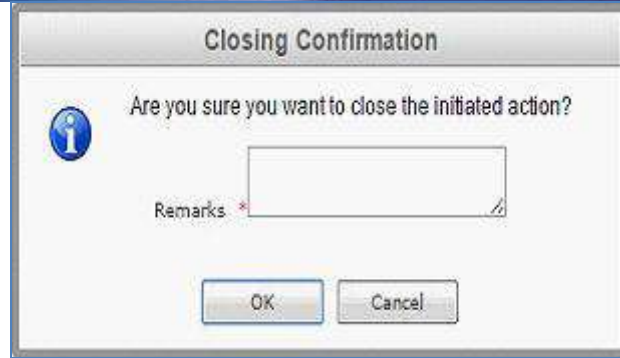 Closing Confirmation
Are you sure you want to close the initiated action?
Remarks *
OK Cancel